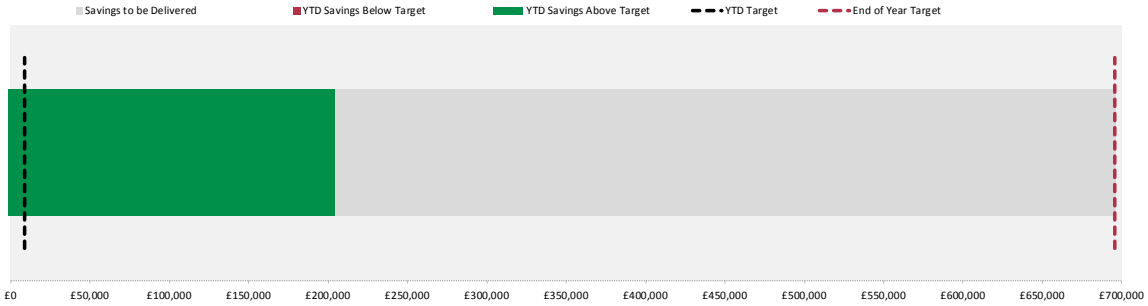 Savings to be Delivered YTD Savings Below Target YTD Savings Above Target YTD Target End of Year Target
£0 £50,000 £100,000 £150,000 £200,000 £250,000 £300,000 £350,000 £400,000 £450,000 £500,000 £550,000 £600,000 £650,000 £700,000